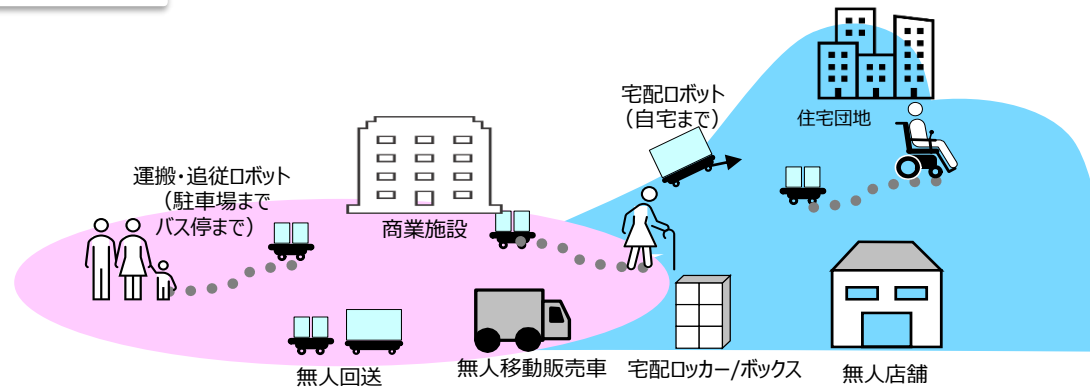 宅配ロボット
（自宅まで）
住宅団地
運搬・追従ロボット
（駐車場まで
バス停まで）
商業施設
無人回送
無人移動販売車
宅配ロッカー/ボックス
無人店舗